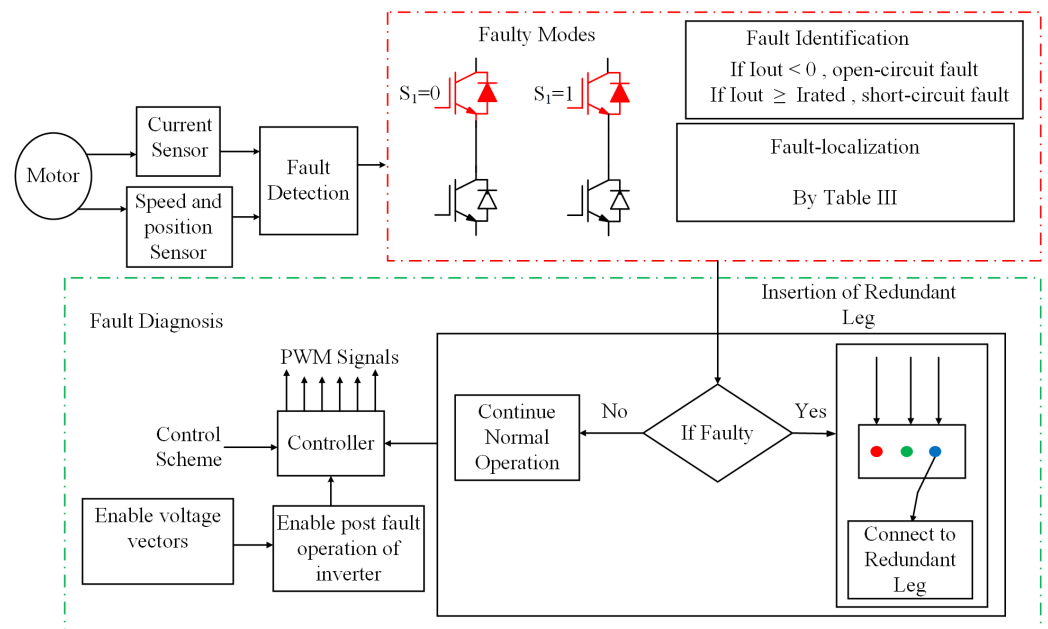 Faulty Modes
S₁=0
S₁=1
Fault Identification
If Iout < 0 , open-circuit fault
If Iout ≥ Irated , short-circuit fault
Fault-localization
By Table III
Motor
Current
Sensor
Speed and
position
Sensor
Fault
Detection
Fault Diagnosis
Insertion of Redundant
Leg
PWM Signals
Control
Scheme
Controller
Continue
Normal
Operation
No
If Faulty
Yes
Enable voltage
vectors
Enable post fault
operation of
inverter
Connect to
Redundant
Leg